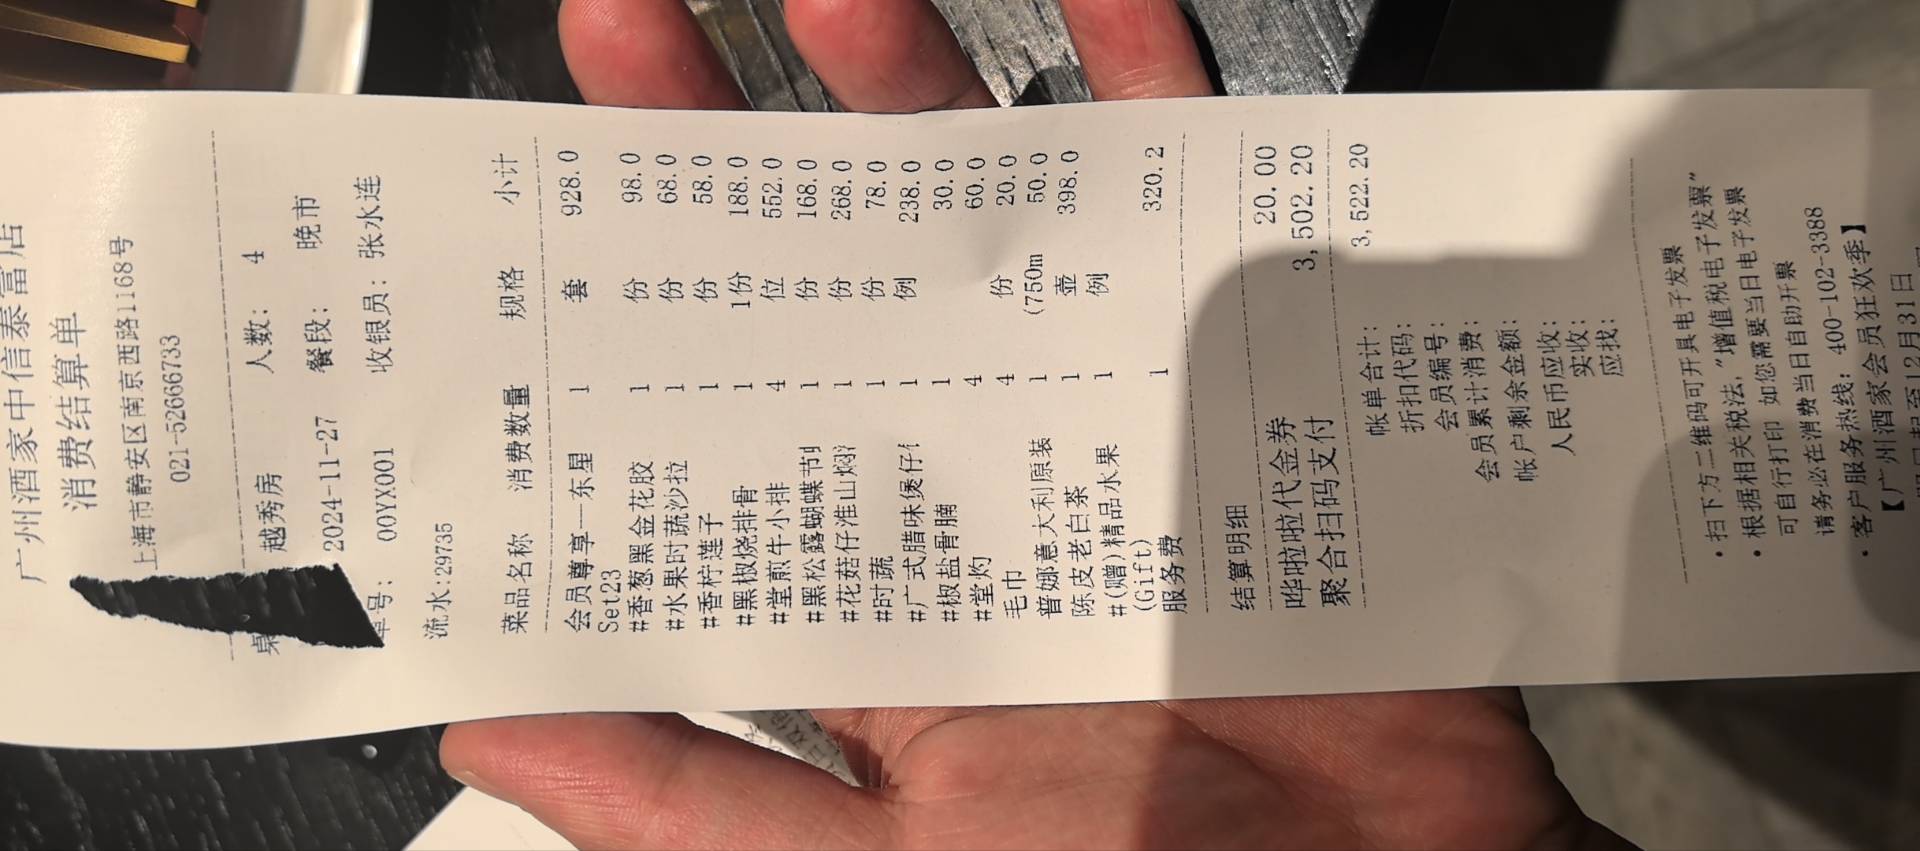 广州酒家中信泰富店
消费结算单
上海市静安区南京西路1168号
021-52666733
桌 越秀房 人数: 4
2024-11-27 餐段: 晚市
单号: 00YX001 收银员: 张水连
流水:29735
菜品名称 消费数量 规格 小计
会员尊享一东星 1 套 928.0
Set23
#香葱黑金花胶 1 份 98.0
#水果时蔬沙拉 1 份 68.0
#香柠莲子 1 份 58.0
#黑椒烧排骨 1 1份 188.0
#堂煎牛小排 4 位 552.0
#黑松露蝴蝶节 1 份 168.0
#花菇仔淮山焖 1 份 268.0
#时蔬 1 份 78.0
#广式腊味煲仔 1 例 238.0
#椒盐骨腩 1 30.0
#堂灼 4 60.0
毛巾 4 份 20.0
普娜意大利原装 1 (750m 50.0
陈皮老白茶 1 壶 398.0
#(赠)精品水果 1 例
(Gift)
服务费 1 320.2
结算明细
哗啦啦代金券 20.00
聚合扫码支付 3,502.20
帐单合计: 3,522.20
折扣代码:
会员编号:
会员累计消费:
帐户剩余金额:
人民币应收:
实收:
应找:
·扫下方二维码可开具电子发票
·根据相关税法,"增值税电子发票"
可自行打印 如您需要当日电子发票
请务必在消费当日自助开票
·客户服务热线: 400-102-3388
【广州酒家会员狂欢季】
至12月31日